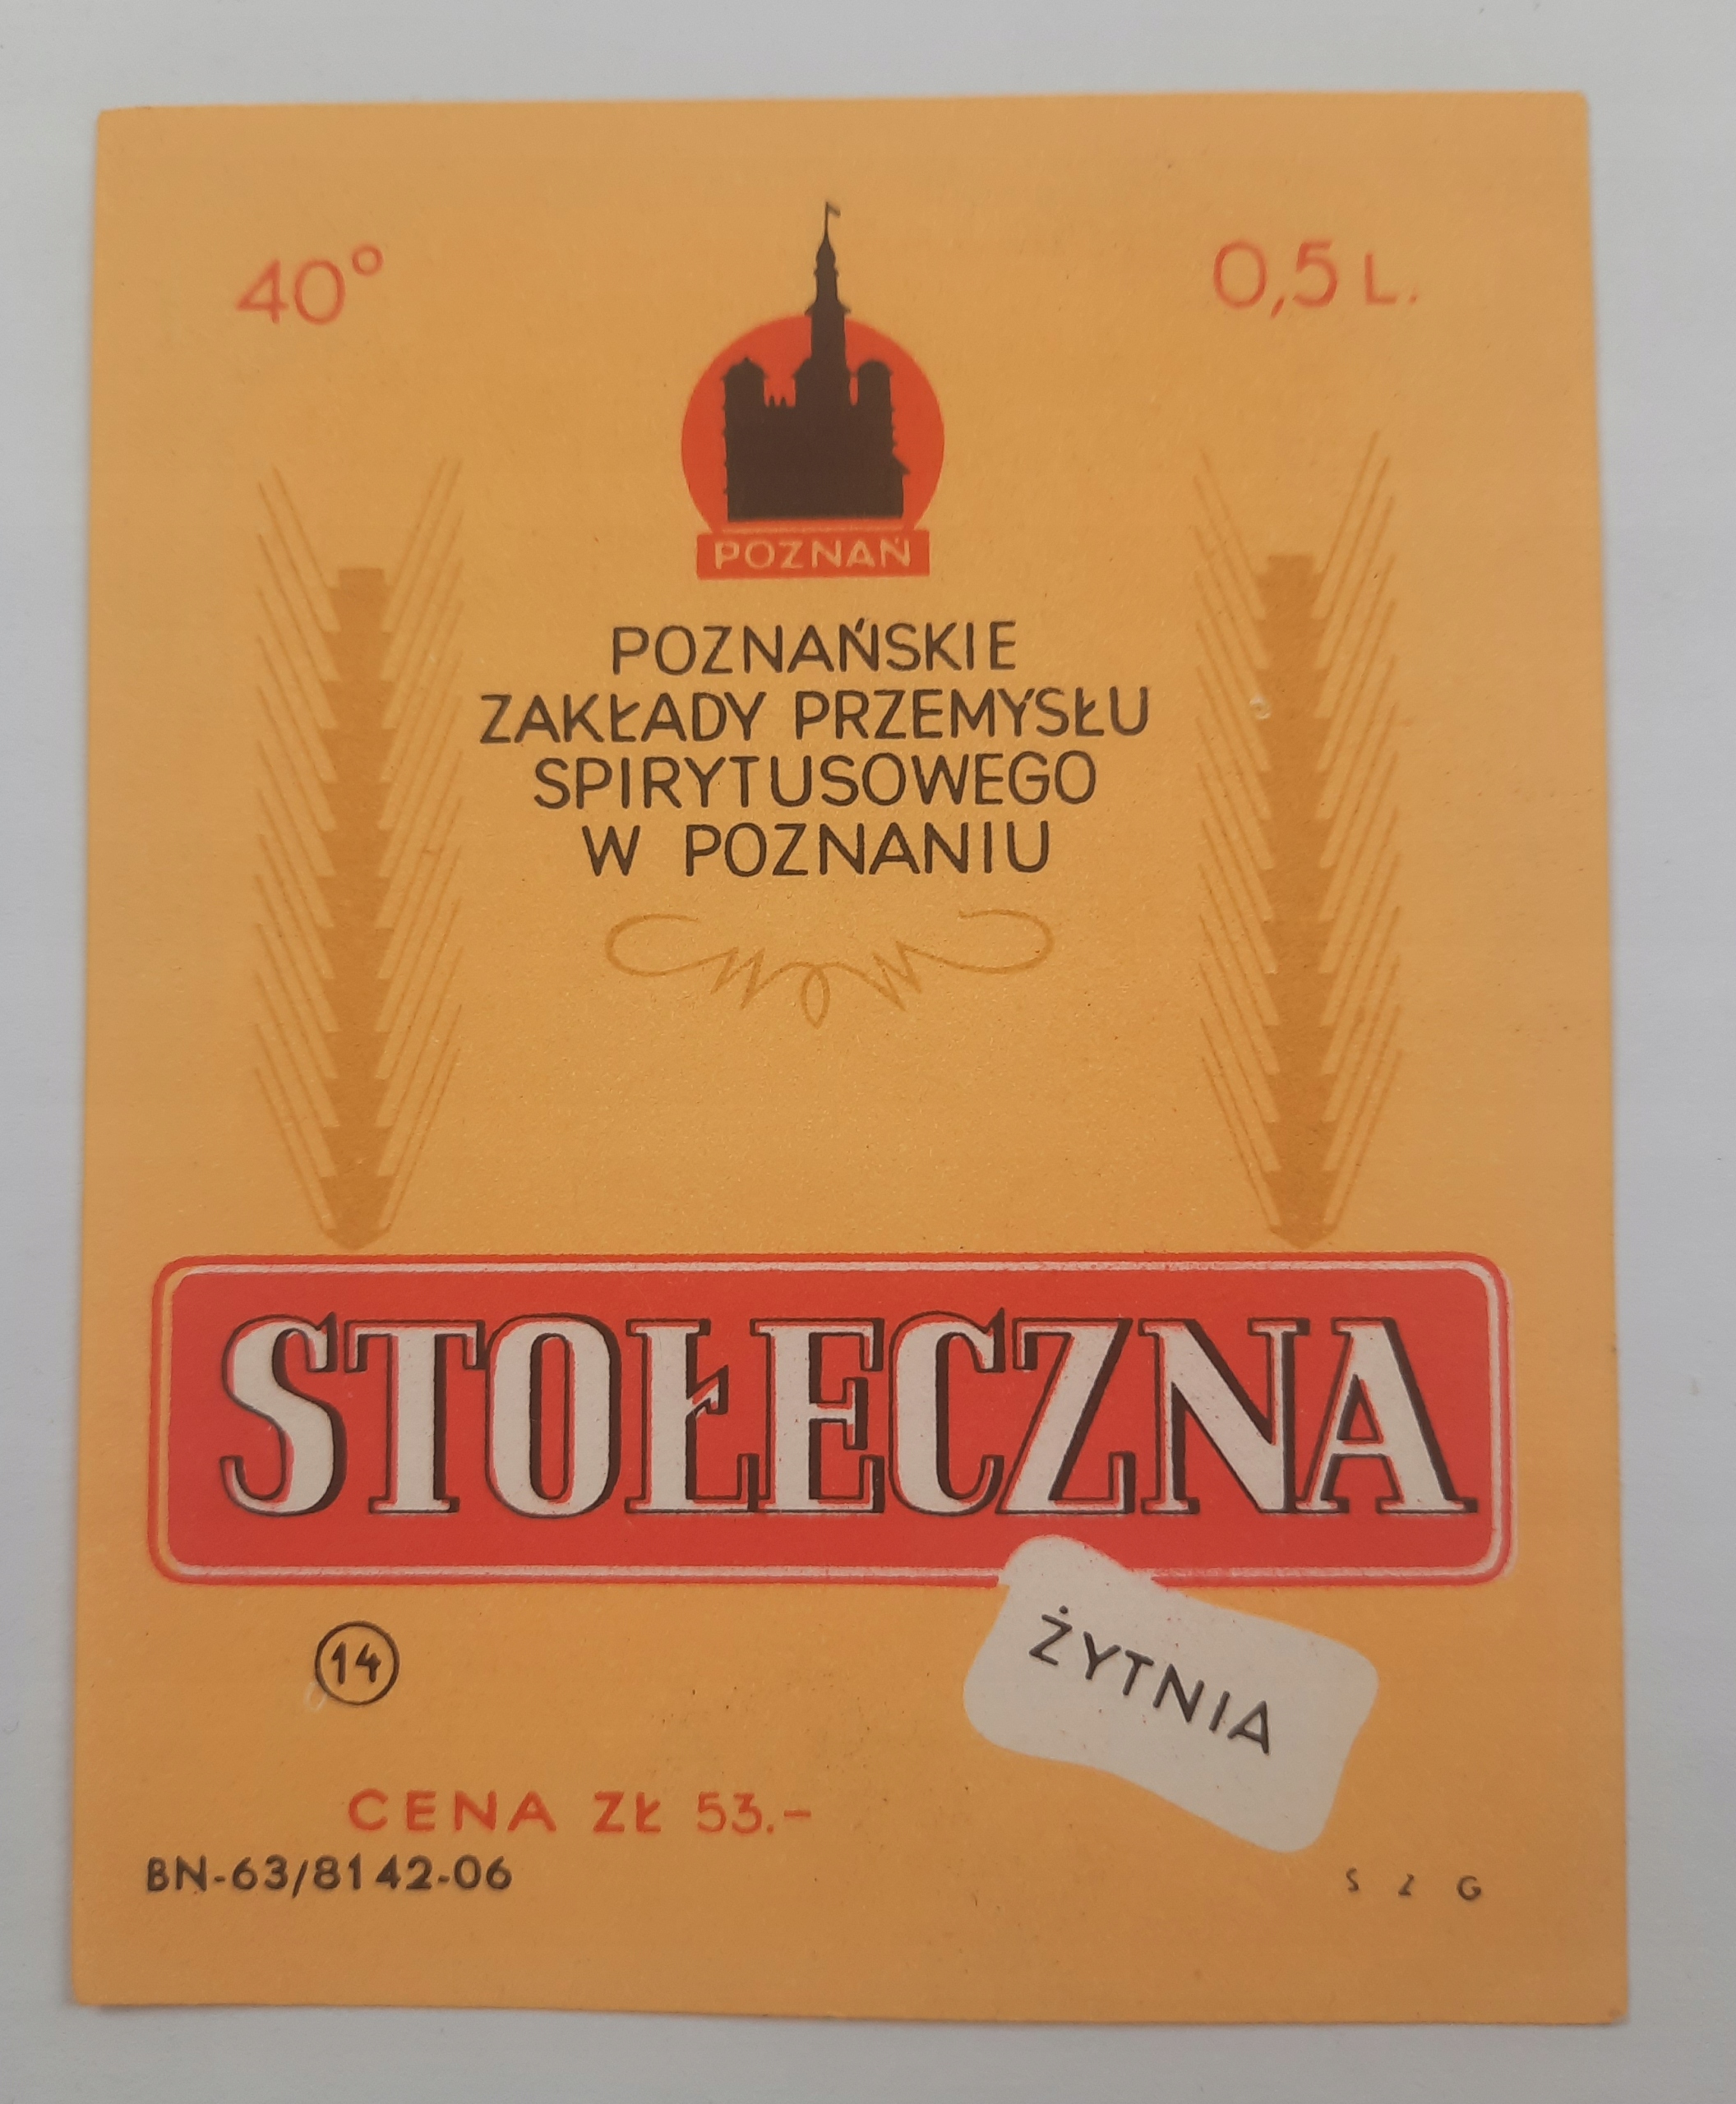 40°
0,5 L.
POZNAŃ
POZNAŃSKIE
ZAKŁADY PRZEMYSŁU
SPIRYTUSOWEGO
W POZNANIU
STOŁECZNA
14
ŻYTNIA
CENA ZŁ 53.-
BN-63/8142-06
S Z G